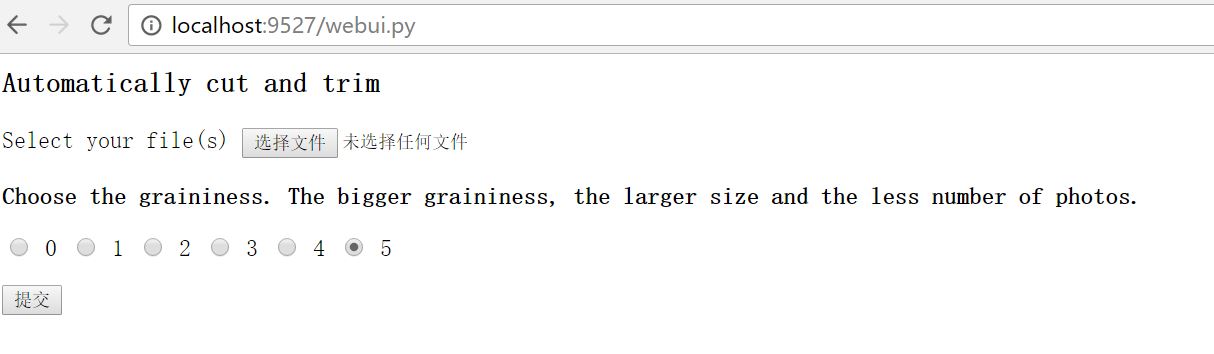 localhost:9527/webui.py
Automatically cut and trim
Select your file(s) 选择文件 未选择任何文件
Choose the graininess. The bigger graininess, the larger size and the less number of photos.
0 1 2 3 4 5
提交